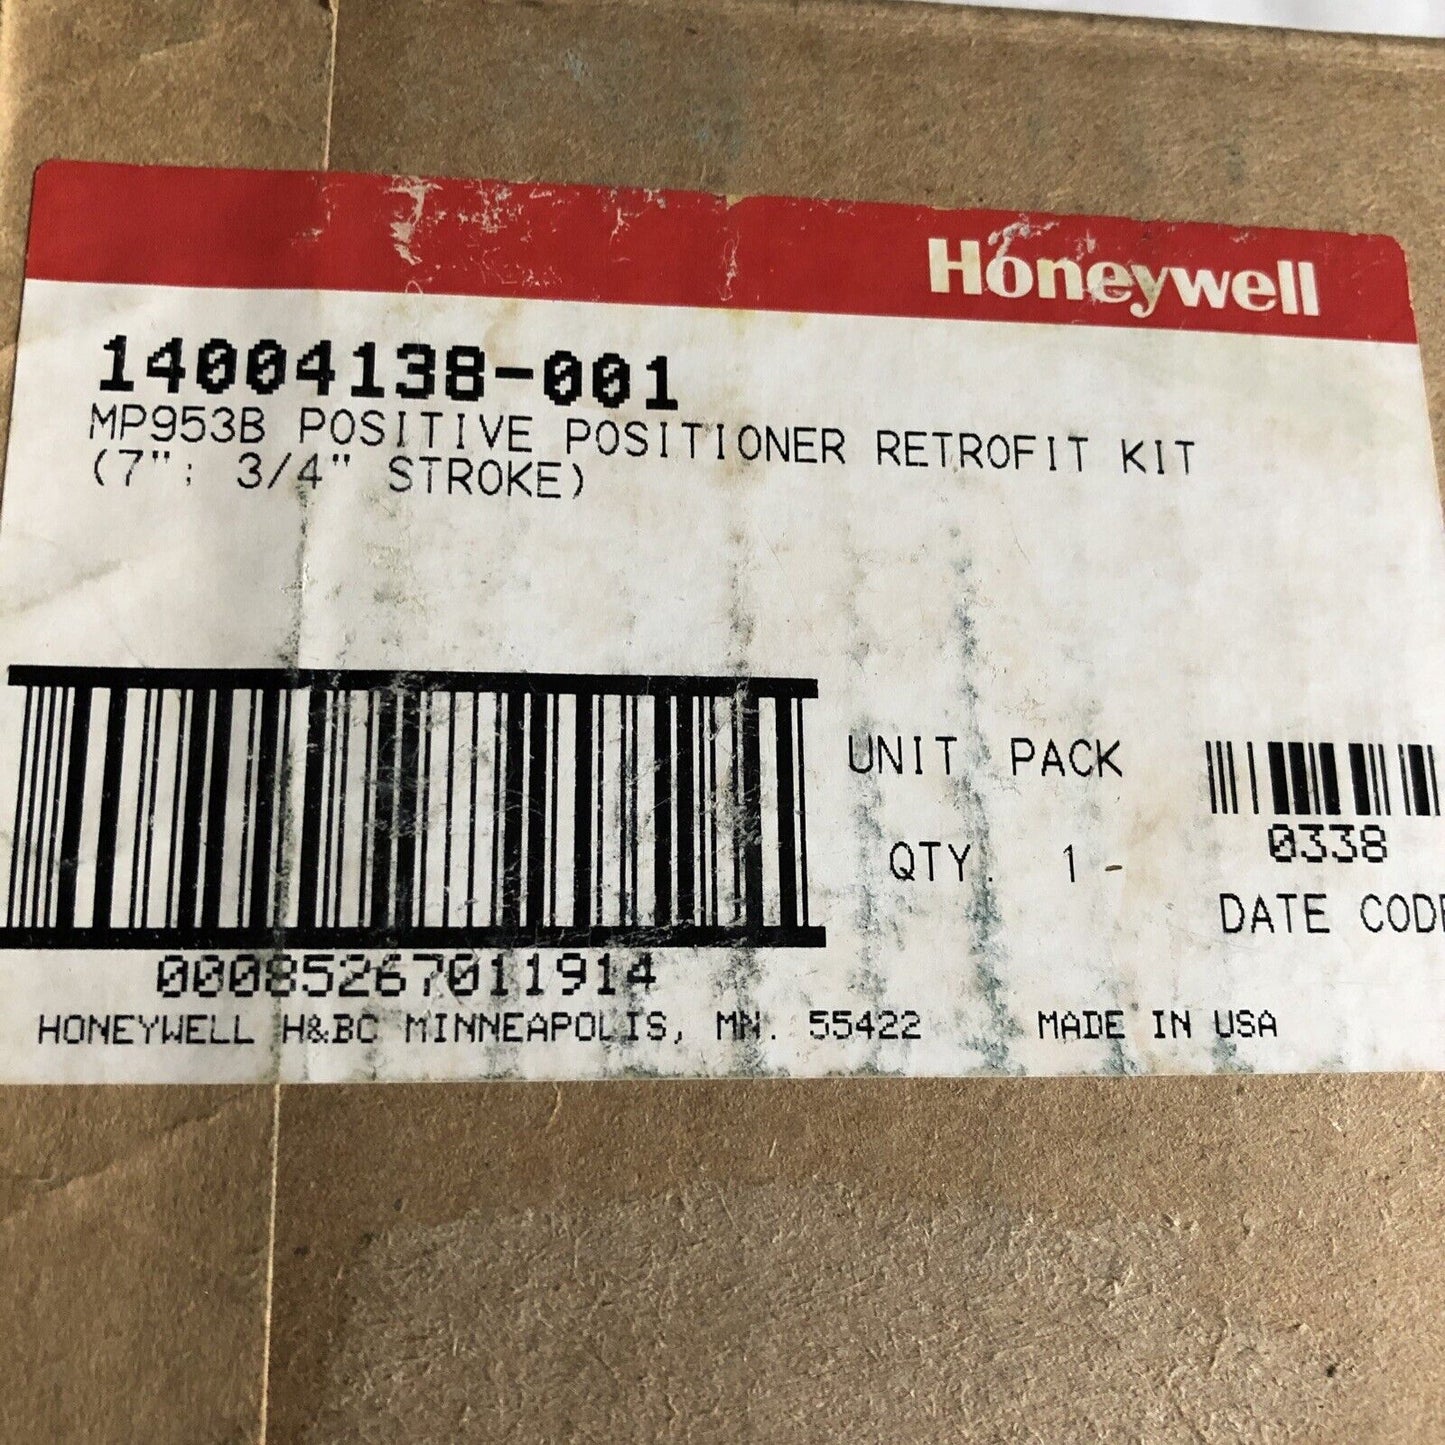 Honeywell
14004138-001
MP953B POSITIVE POSITIONER RETROFIT KIT
(7"; 3/4" STROKE)
UNIT PACK
QTY. 1
0338
DATE CODE
00085267011914
HONEYWELL H&BC MINNEAPOLIS, MN. 55422 MADE IN USA